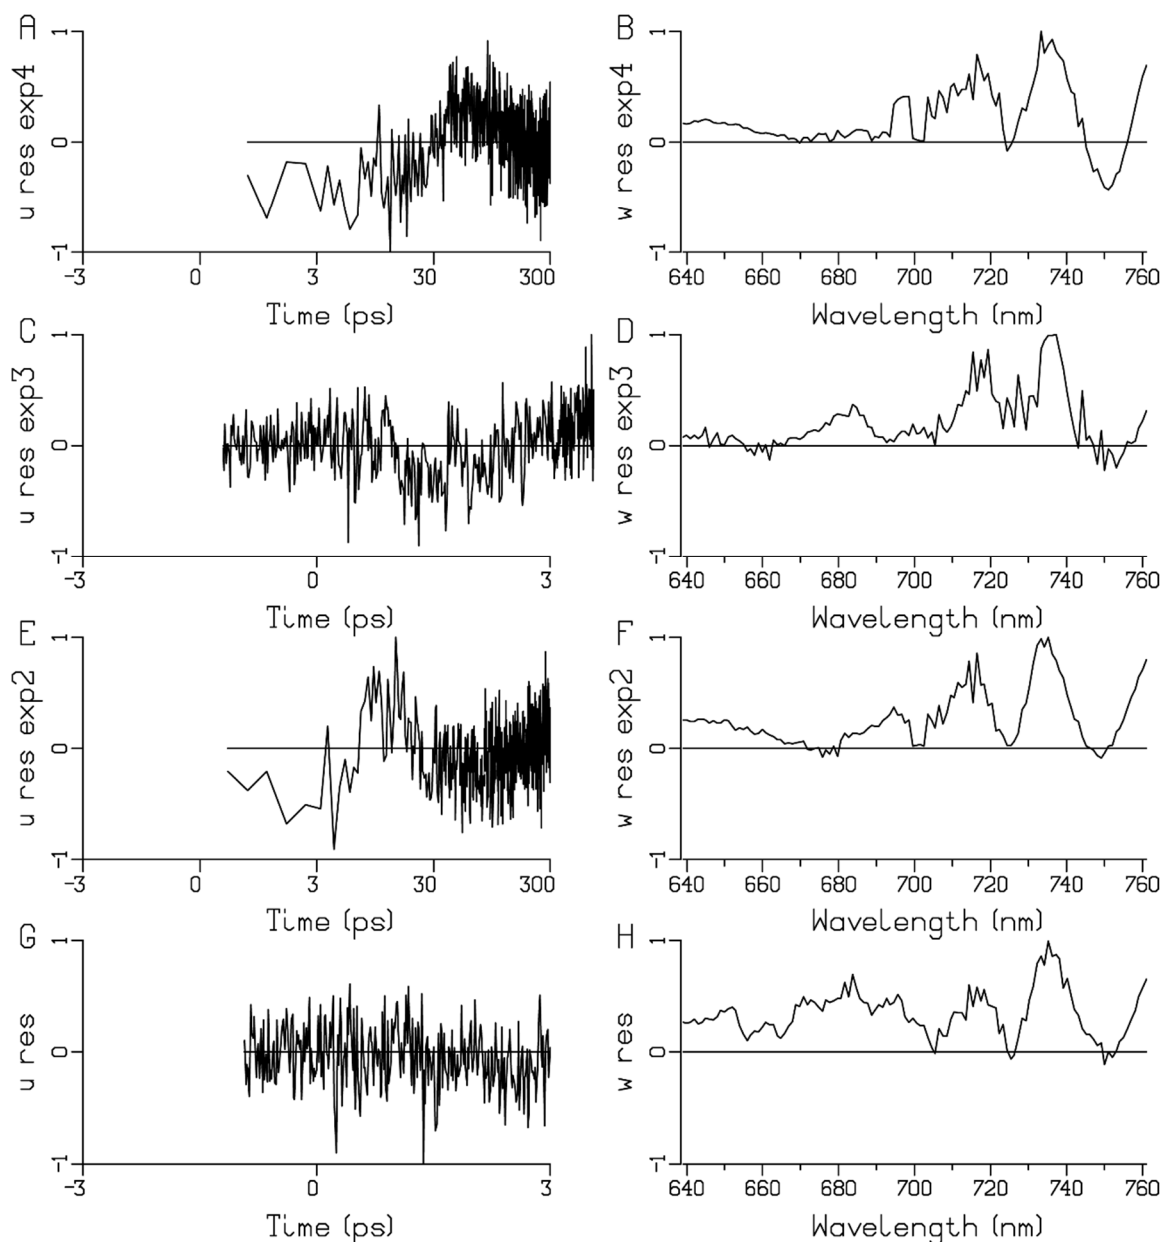 A
1
0
-1
u res exp4
-3
0
3
30
300
Time (ps)
B
1
0
-1
w res exp4
640
660
680
700
720
740
760
Wavelength (nm)
C
1
0
-1
u res exp3
-3
0
3
Time (ps)
D
1
0
-1
w res exp3
640
660
680
700
720
740
760
Wavelength (nm)
E
1
0
-1
u res exp2
-3
0
3
30
300
Time (ps)
F
1
0
-1
w res exp2
640
660
680
700
720
740
760
Wavelength (nm)
G
1
0
-1
u res
-3
0
3
Time (ps)
H
1
0
-1
w res
640
660
680
700
720
740
760
Wavelength (nm)